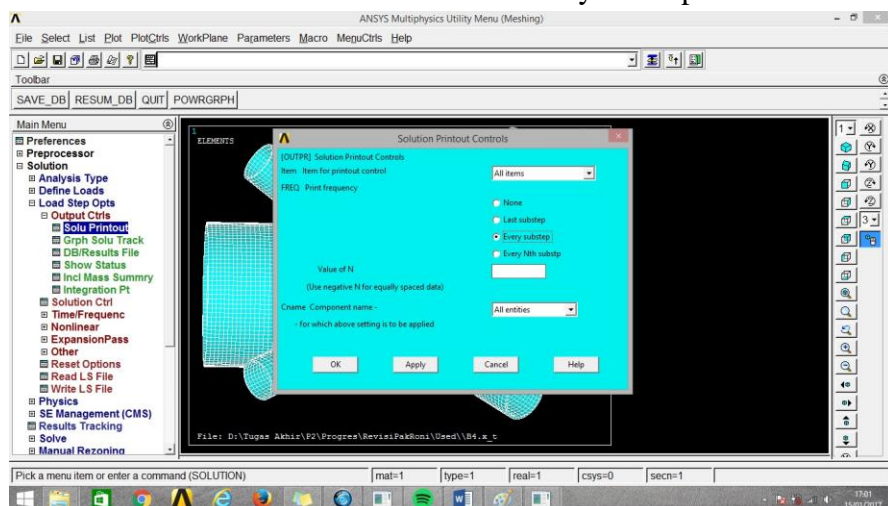 ANSYS Multiphysics Utility Menu (Meshing)
File Select List Plot PlotCtrls WorkPlane Parameters Macro MenuCtrls Help
Toolbar
SAVE_DB RESUM_DB QUIT POWRGRPH
Main Menu
Preferences
Preprocessor
Solution
Analysis Type
Define Loads
Load Step Opts
Output Ctrls
Solu Printout
Grph Solu Track
DB/Results File
Show Status
Incl Mass Summry
Integration Pt
Solution Ctrl
Time/Frequenc
Nonlinear
ExpansionPass
Other
Reset Options
Read LS File
Write LS File
Physics
SE Management (CMS)
Results Tracking
Solve
Manual Rezoning
1
ELEMENTS
Solution Printout Controls
[OUTPR] Solution Printout Controls
Item Item for printout control All items
FREQ Print frequency
None
Last substep
Every substep
Every Nth substp
Value of N
(Use negative N for equally spaced data)
Cname Component name - All entities
- for which above setting is to be applied
OK Apply Cancel Help
File: D:\Tugas Akhir\P2\Progres\RevisiPakRoni\Used\\B4.x_t
1
3
Pick a menu item or enter a command (SOLUTION) mat=1 type=1 real=1 csys=0 secn=1
17:01
15/01/2017